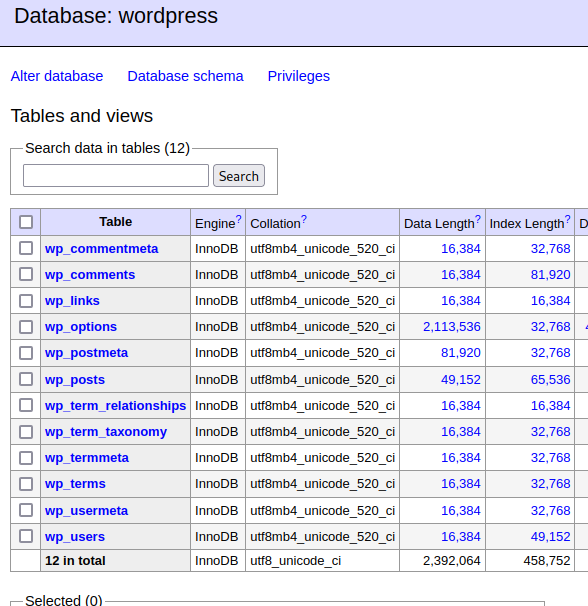 Database: wordpress
Alter database Database schema Privileges
Tables and views
Search data in tables (12)
Search
Table Engine? Collation? Data Length? Index Length? D
wp_commentmeta InnoDB utf8mb4_unicode_520_ci 16,384 32,768
wp_comments InnoDB utf8mb4_unicode_520_ci 16,384 81,920
wp_links InnoDB utf8mb4_unicode_520_ci 16,384 16,384
wp_options InnoDB utf8mb4_unicode_520_ci 2,113,536 32,768
wp_postmeta InnoDB utf8mb4_unicode_520_ci 81,920 32,768
wp_posts InnoDB utf8mb4_unicode_520_ci 49,152 65,536
wp_term_relationships InnoDB utf8mb4_unicode_520_ci 16,384 16,384
wp_term_taxonomy InnoDB utf8mb4_unicode_520_ci 16,384 32,768
wp_termmeta InnoDB utf8mb4_unicode_520_ci 16,384 32,768
wp_terms InnoDB utf8mb4_unicode_520_ci 16,384 32,768
wp_usermeta InnoDB utf8mb4_unicode_520_ci 16,384 32,768
wp_users InnoDB utf8mb4_unicode_520_ci 16,384 49,152
12 in total InnoDB utf8_unicode_ci 2,392,064 458,752
Selected (0)